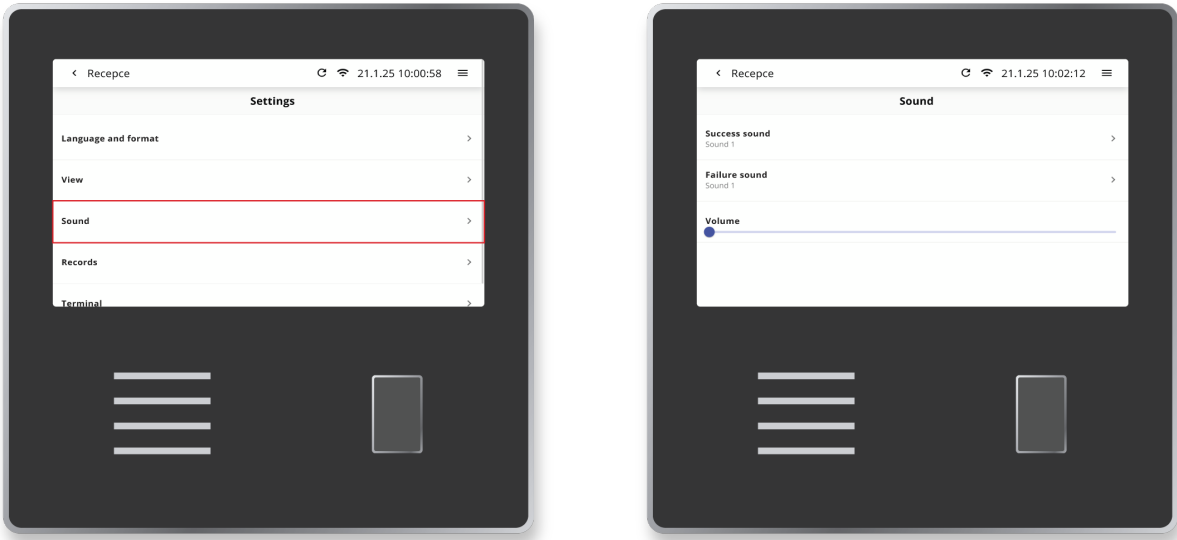 Recepce 21.1.25 10:00:58
Settings
Language and format
View
Sound
Records
Terminal
Recepce 21.1.25 10:02:12
Sound
Success sound
Sound 1
Failure sound
Sound 1
Volume